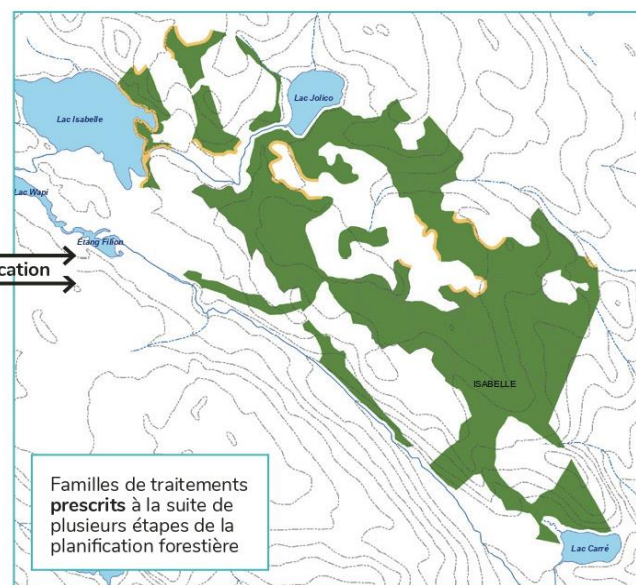 Lac Jolico
Lac Isabelle
Lac Wapi
Étang Filion
cation
ISABELLE
Familles de traitements
prescrits à la suite de
plusieurs étapes de la
planification forestière
Lac Carré